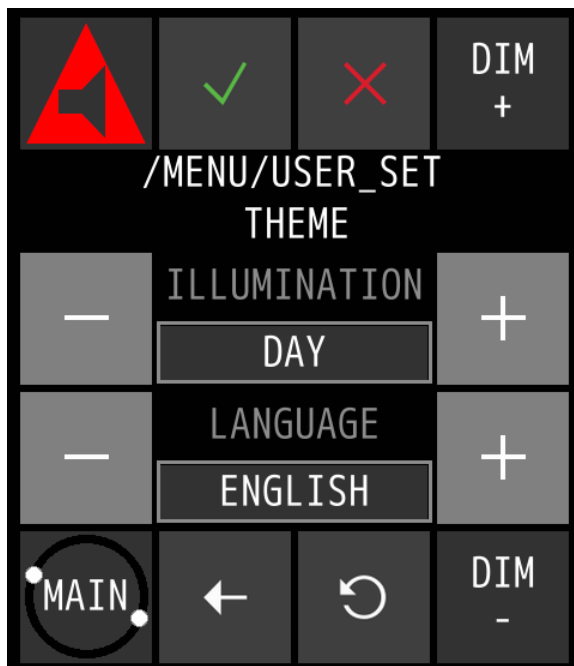 DIM
+
/MENU/USER_SET
THEME
ILLUMINATION
— +
DAY
LANGUAGE
— +
ENGLISH
MAIN
DIM
-